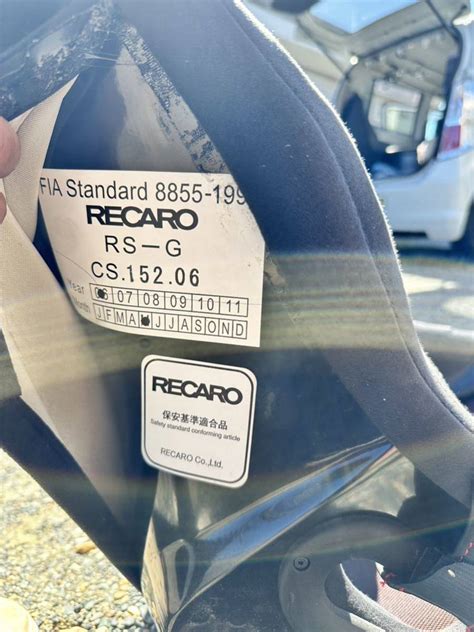 FIA Standard 8855-199
RECARO
RS-G
CS.152.06
Year 07 08 09 10 11
Month J F M A J J A S O N D
RECARO
保安基準適合品
Safety standard conforming article
RECARO Co.,Ltd.